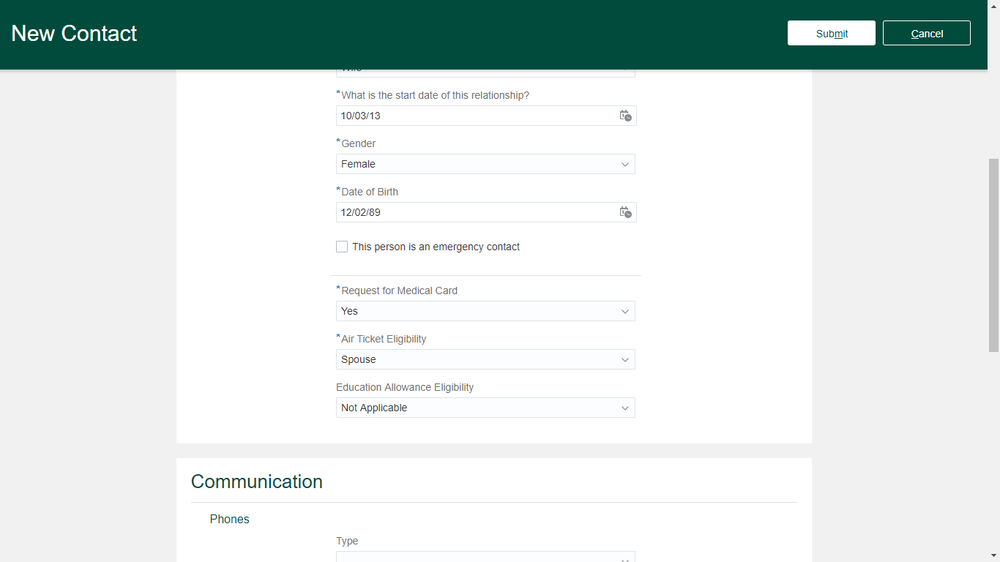 New Contact
Submit
Cancel
Wife
*What is the start date of this relationship?
10/03/13
*Gender
Female
*Date of Birth
12/02/89
This person is an emergency contact
*Request for Medical Card
Yes
*Air Ticket Eligibility
Spouse
Education Allowance Eligibility
Not Applicable
Communication
Phones
Type